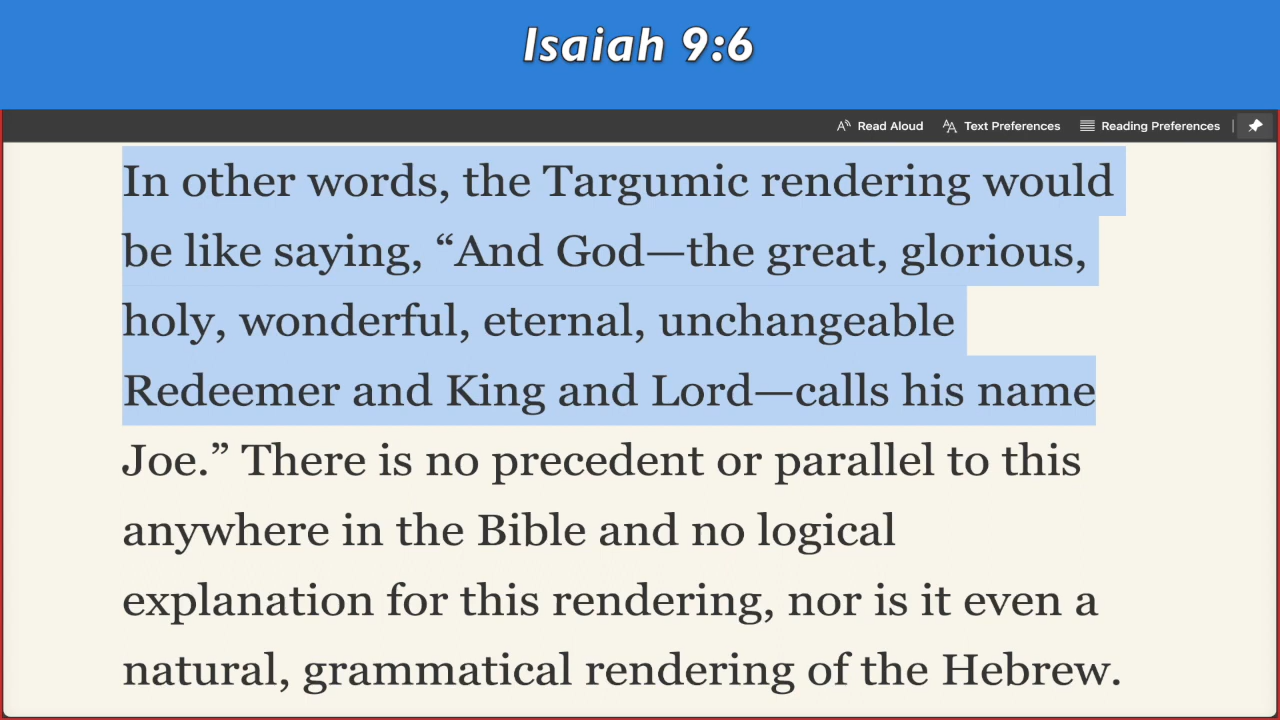 Isaiah 9:6
Read Aloud Text Preferences Reading Preferences
In other words, the Targumic rendering would
be like saying, “And God—the great, glorious,
holy, wonderful, eternal, unchangeable
Redeemer and King and Lord—calls his name
Joe.” There is no precedent or parallel to this
anywhere in the Bible and no logical
explanation for this rendering, nor is it even a
natural, grammatical rendering of the Hebrew.